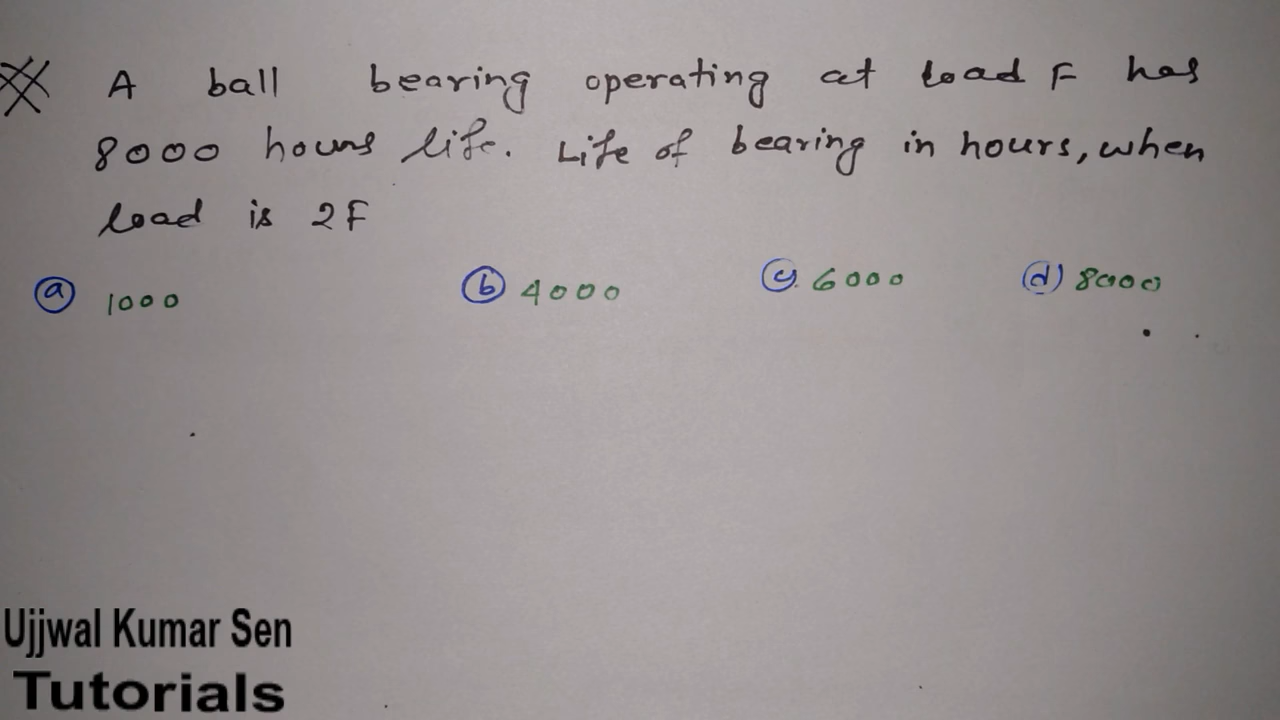 A ball bearing operating at load F has
8000 hours life. Life of bearing in hours, when
load is 2F
(a) 1000 (b) 4000 (c) 6000 (d) 8000
Ujjwal Kumar Sen
Tutorials